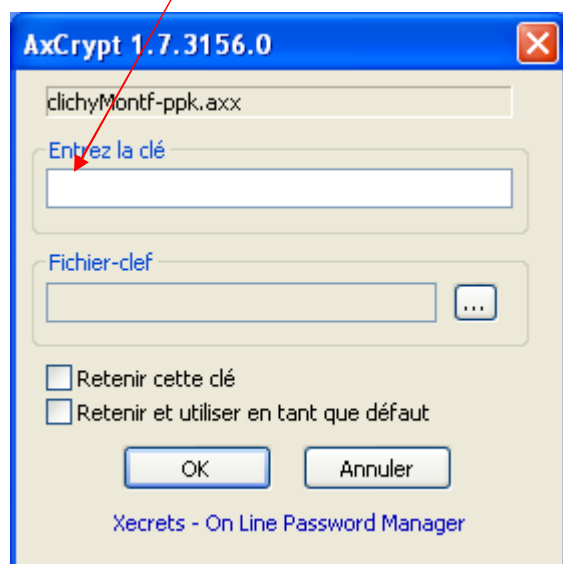 AxCrypt 1.7.3156.0
clichyMontf-ppk.axx
Entrez la clé
Fichier-clef
...
Retenir cette clé
Retenir et utiliser en tant que défaut
OK
Annuler
Xecrets - On Line Password Manager